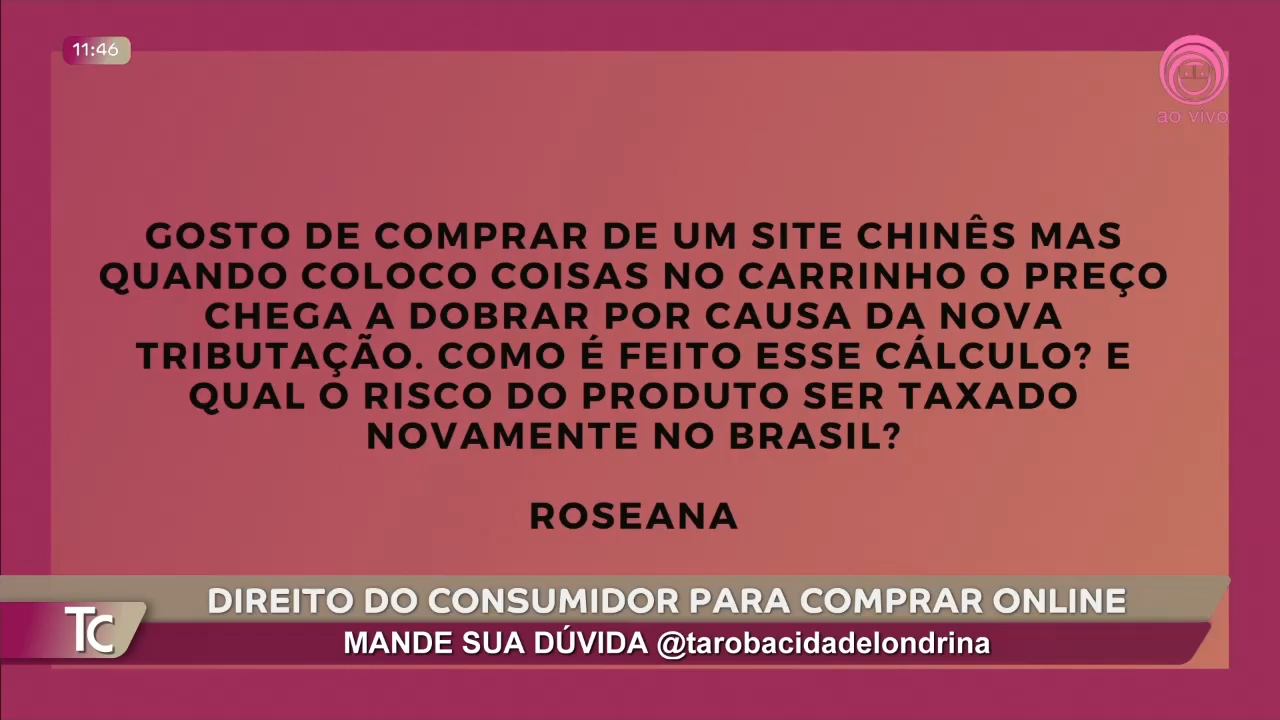 11:46
ao vivo
GOSTO DE COMPRAR DE UM SITE CHINÊS MAS
QUANDO COLOCO COISAS NO CARRINHO O PREÇO
CHEGA A DOBRAR POR CAUSA DA NOVA
TRIBUTAÇÃO. COMO É FEITO ESSE CÁLCULO? E
QUAL O RISCO DO PRODUTO SER TAXADO
NOVAMENTE NO BRASIL?
ROSEANA
DIREITO DO CONSUMIDOR PARA COMPRAR ONLINE
Tc
MANDE SUA DÚVIDA @tarobacidadelondrina